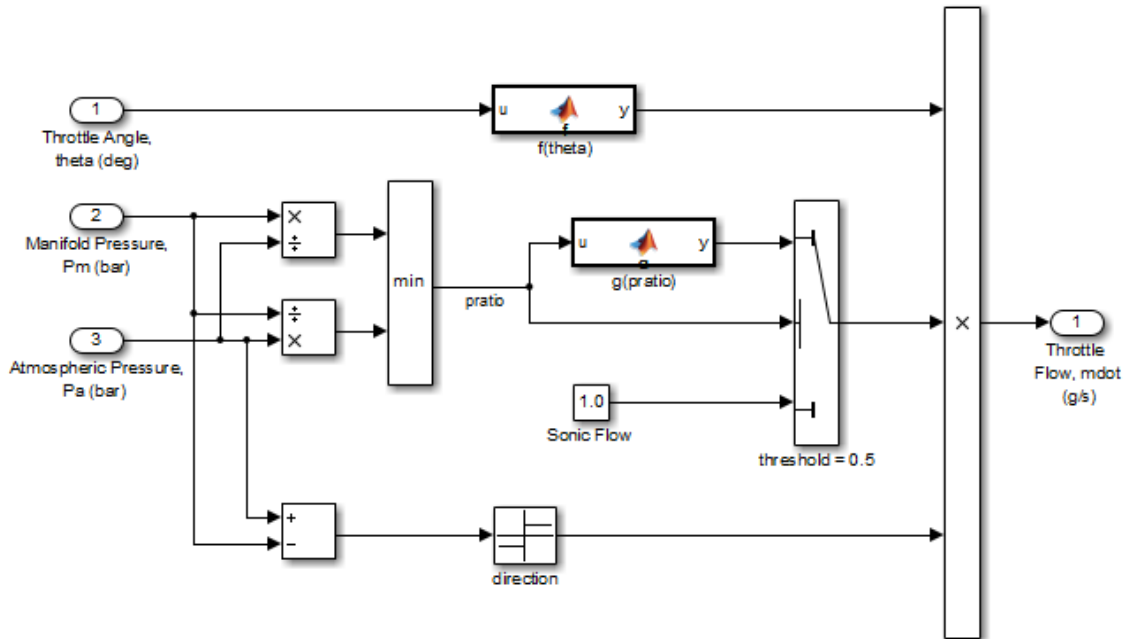 1
Throttle Angle,
theta (deg)
u
f
y
f(theta)
2
Manifold Pressure,
Pm (bar)
×
÷
min
pratio
u
y
g(pratio)
÷
×
3
Atmospheric Pressure,
Pa (bar)
1.0
Sonic Flow
threshold = 0.5
×
1
Throttle
Flow, mdot
(g/s)
+
−
direction